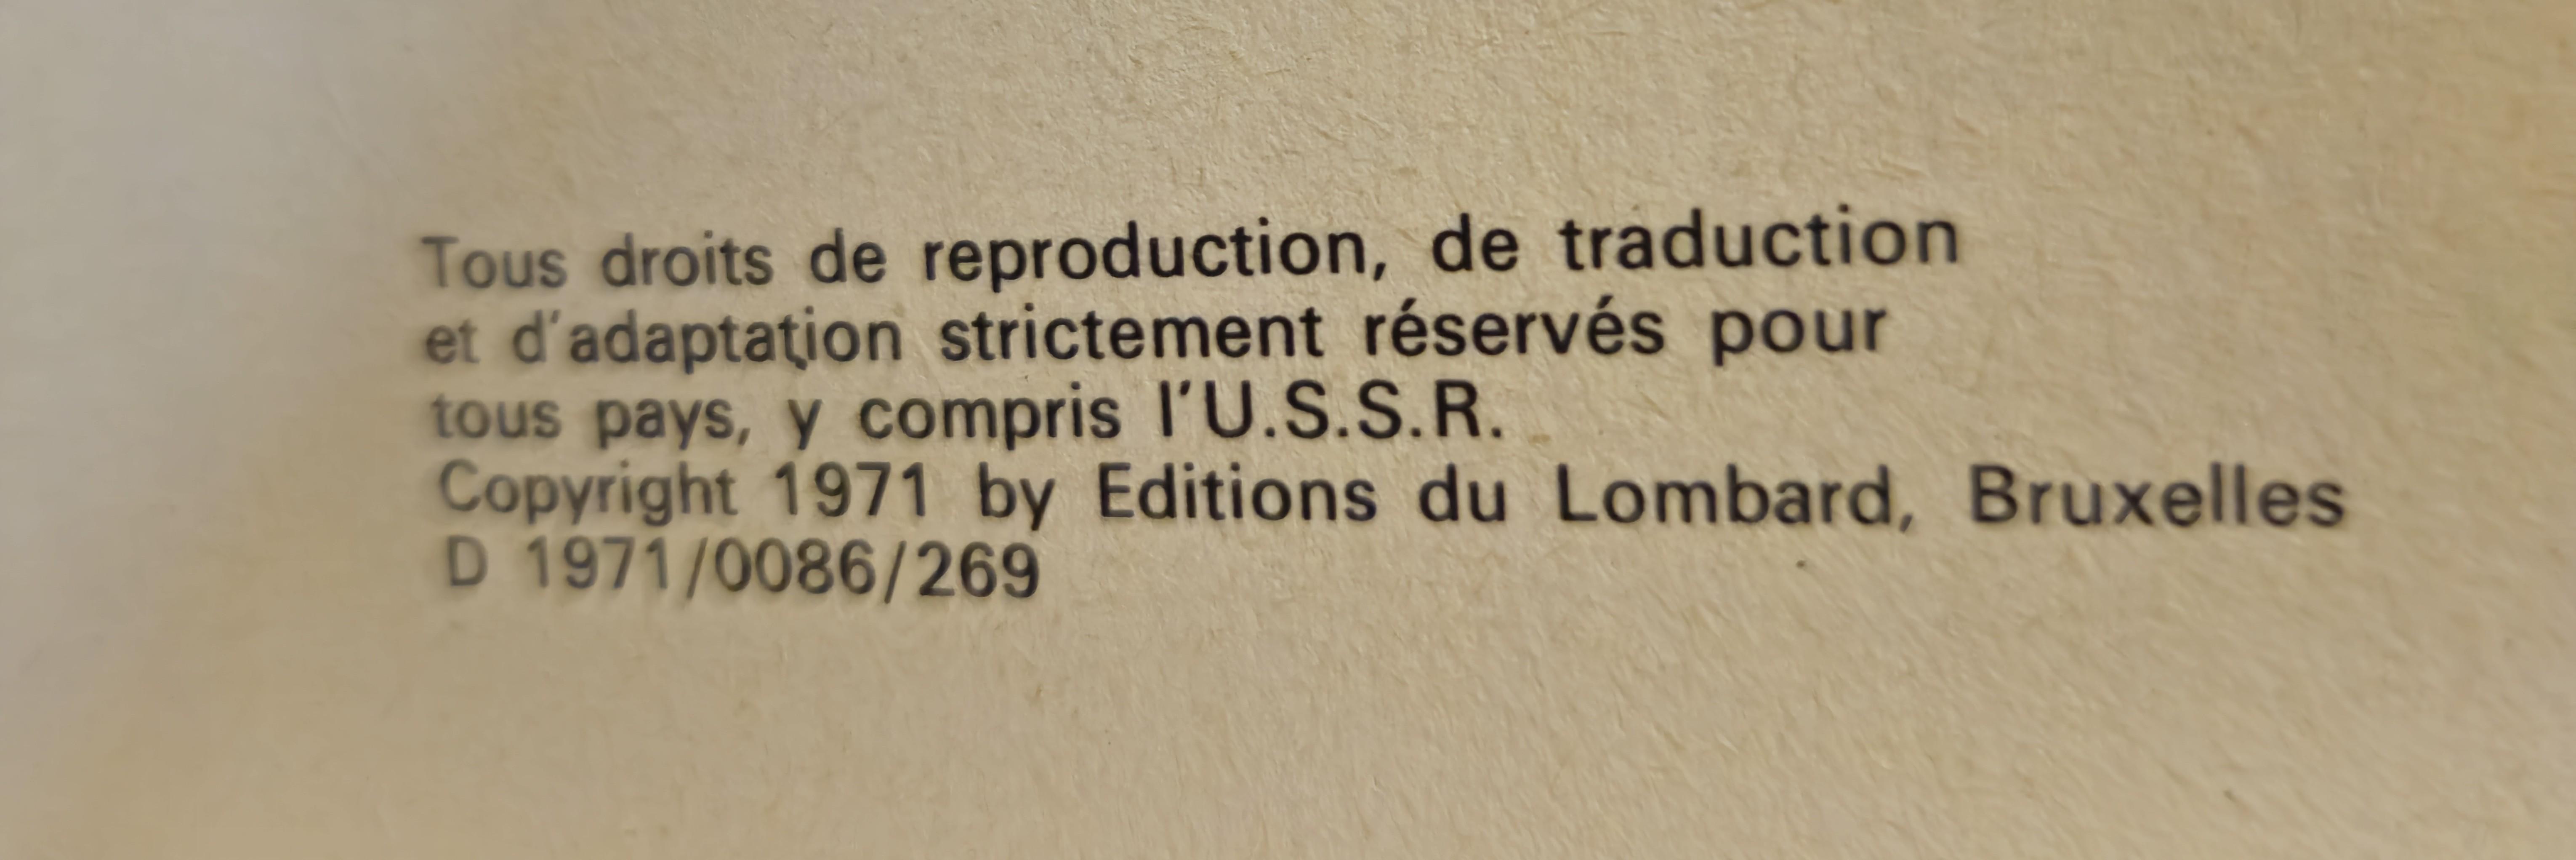 Tous droits de reproduction, de traduction
et d'adaptation strictement réservés pour
tous pays, y compris l'U.S.S.R.
Copyright 1971 by Editions du Lombard, Bruxelles
D 1971/0086/269